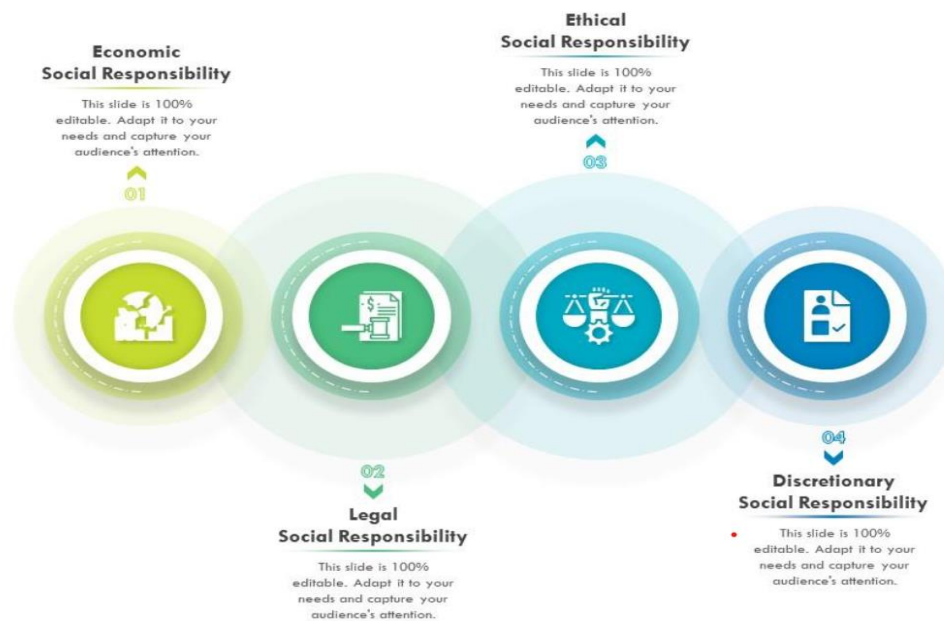 Economic
Social Responsibility
This slide is 100%
editable. Adapt it to your
needs and capture your
audience's attention.
01
02
Legal
Social Responsibility
This slide is 100%
editable. Adapt it to your
needs and capture your
audience's attention.
Ethical
Social Responsibility
This slide is 100%
editable. Adapt it to your
needs and capture your
audience's attention.
03
04
Discretionary
Social Responsibility
This slide is 100%
editable. Adapt it to your
needs and capture your
audience's attention.
$